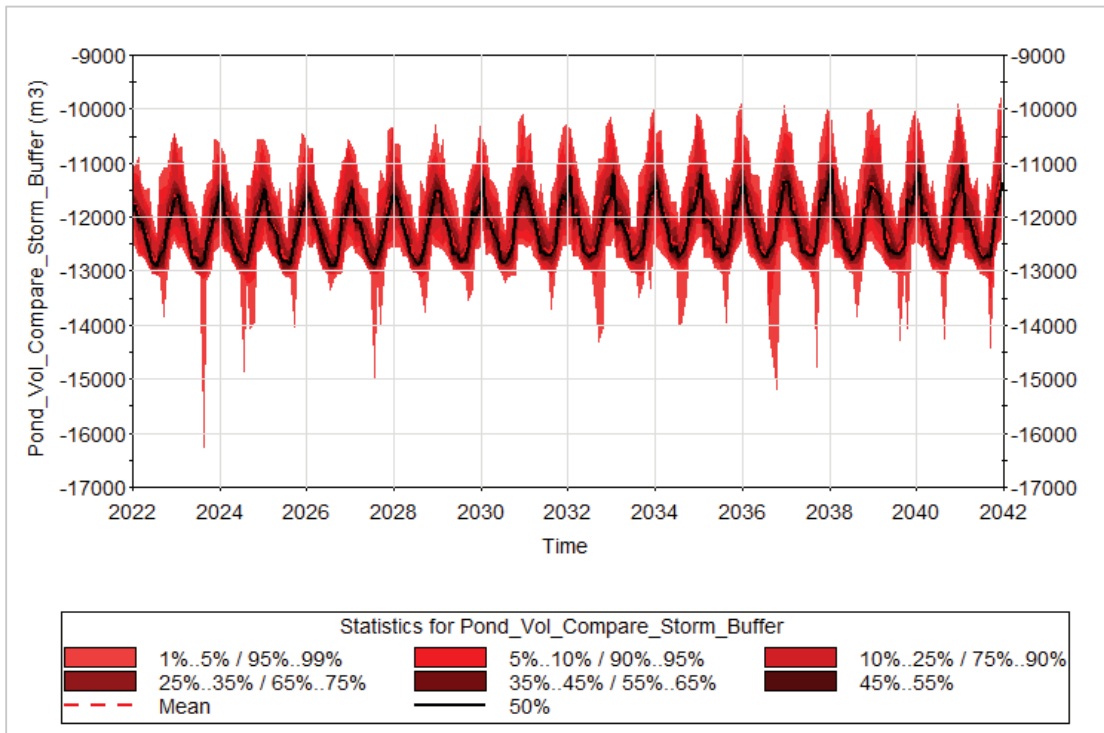 Pond_Vol_Compare_Storm_Buffer (m3)
-9000 -9000
-10000 -10000
-11000 -11000
-12000 -12000
-13000 -13000
-14000 -14000
-15000 -15000
-16000 -16000
-17000 -17000
2022 2024 2026 2028 2030 2032 2034 2036 2038 2040 2042
Time
Statistics for Pond_Vol_Compare_Storm_Buffer
1%..5% / 95%..99% 5%..10% / 90%..95% 10%..25% / 75%..90%
25%..35% / 65%..75% 35%..45% / 55%..65% 45%..55%
Mean 50%